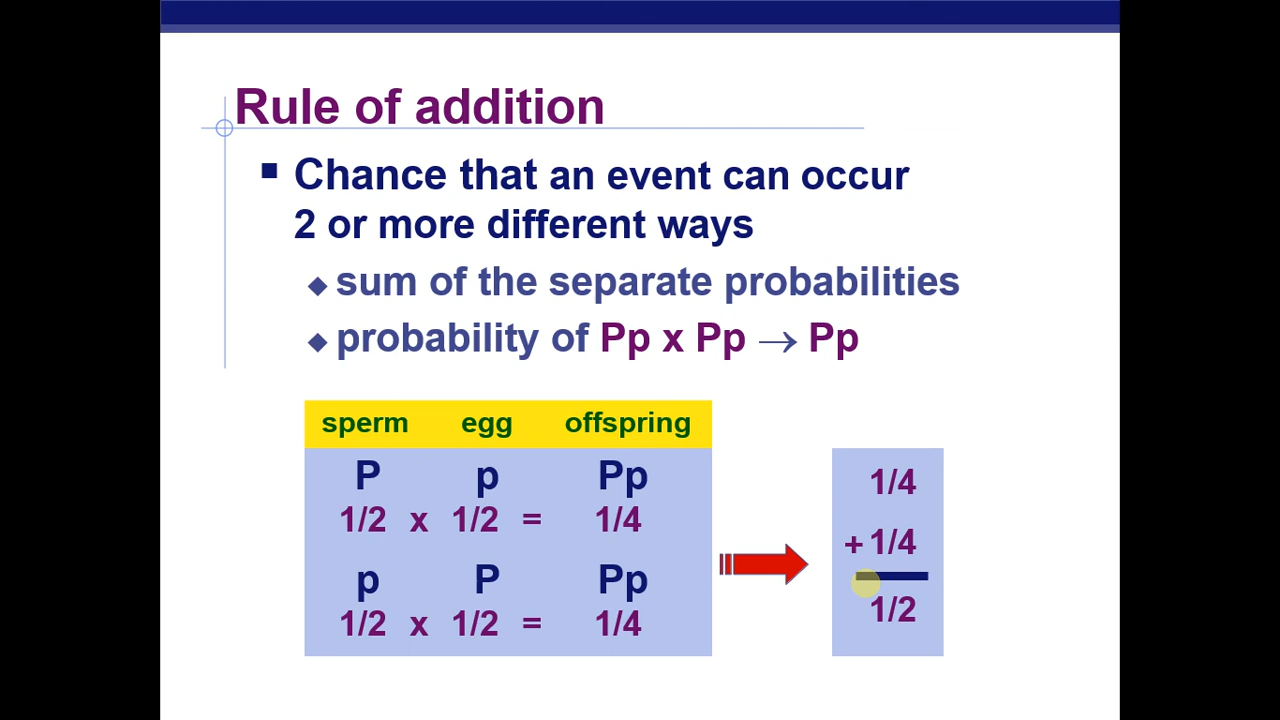 Rule of addition
Chance that an event can occur
2 or more different ways
sum of the separate probabilities
probability of Pp x Pp → Pp
sperm egg offspring
P p Pp
1/2 x 1/2 = 1/4
p P Pp
1/2 x 1/2 = 1/4
1/4
+ 1/4
1/2